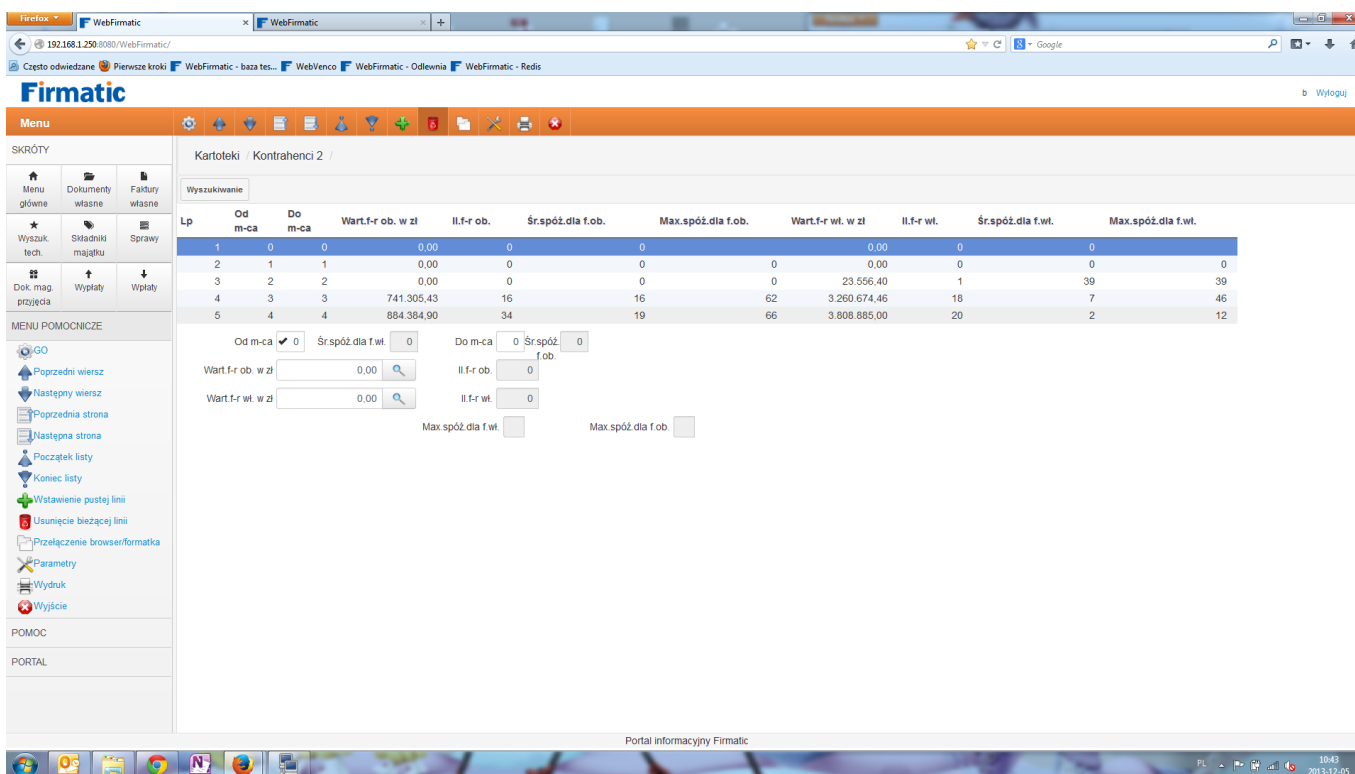 Firefox
WebFirmatic
WebFirmatic
192.168.1.250:8080/WebFirmatic/
Google
Często odwiedzane Pierwsze kroki WebFirmatic - baza tes... WebVenco WebFirmatic - Odlewnia WebFirmatic - Redis
Firmatic
b Wyloguj
Menu
SKRÓTY
Kartoteki / Kontrahenci 2 /
Menu główne
Dokumenty własne
Faktury własne
Wyszukiwanie
Wyszuk. tech.
Składniki majątku
Sprawy
Dok. mag. przyjęcia
Wypłaty
Wpłaty
Lp Od m-ca Do m-ca Wart.f-r ob. w zł Il.f-r ob. Śr.spóż.dla f.ob. Max.spóż.dla f.ob. Wart.f-r wł. w zł Il.f-r wł. Śr.spóż.dla f.wł. Max.spóż.dla f.wł.
1 0 0 0,00 0 0 0,00 0 0
2 1 1 0,00 0 0 0 0,00 0 0 0
3 2 2 0,00 0 0 0 23.556,40 1 39 39
4 3 3 741.305,43 16 16 62 3.260.674,46 18 7 46
5 4 4 884.384,90 34 19 66 3.808.885,00 20 2 12
Od m-ca 0 Śr.spóż.dla f.wł. 0 Do m-ca 0 Śr.spóż. f.ob. 0
Wart.f-r ob. w zł 0,00 Il.f-r ob. 0
Wart.f-r wł. w zł 0,00 Il.f-r wł. 0
Max.spóż.dla f.wł. Max.spóż.dla f.ob.
MENU POMOCNICZE
GO
Poprzedni wiersz
Następny wiersz
Poprzednia strona
Następna strona
Początek listy
Koniec listy
Wstawienie pustej linii
Usunięcie bieżącej linii
Przełączenie browser/formatka
Parametry
Wydruk
Wyjście
POMOC
PORTAL
Portal informacyjny Firmatic
PL
10:43
2013-12-05